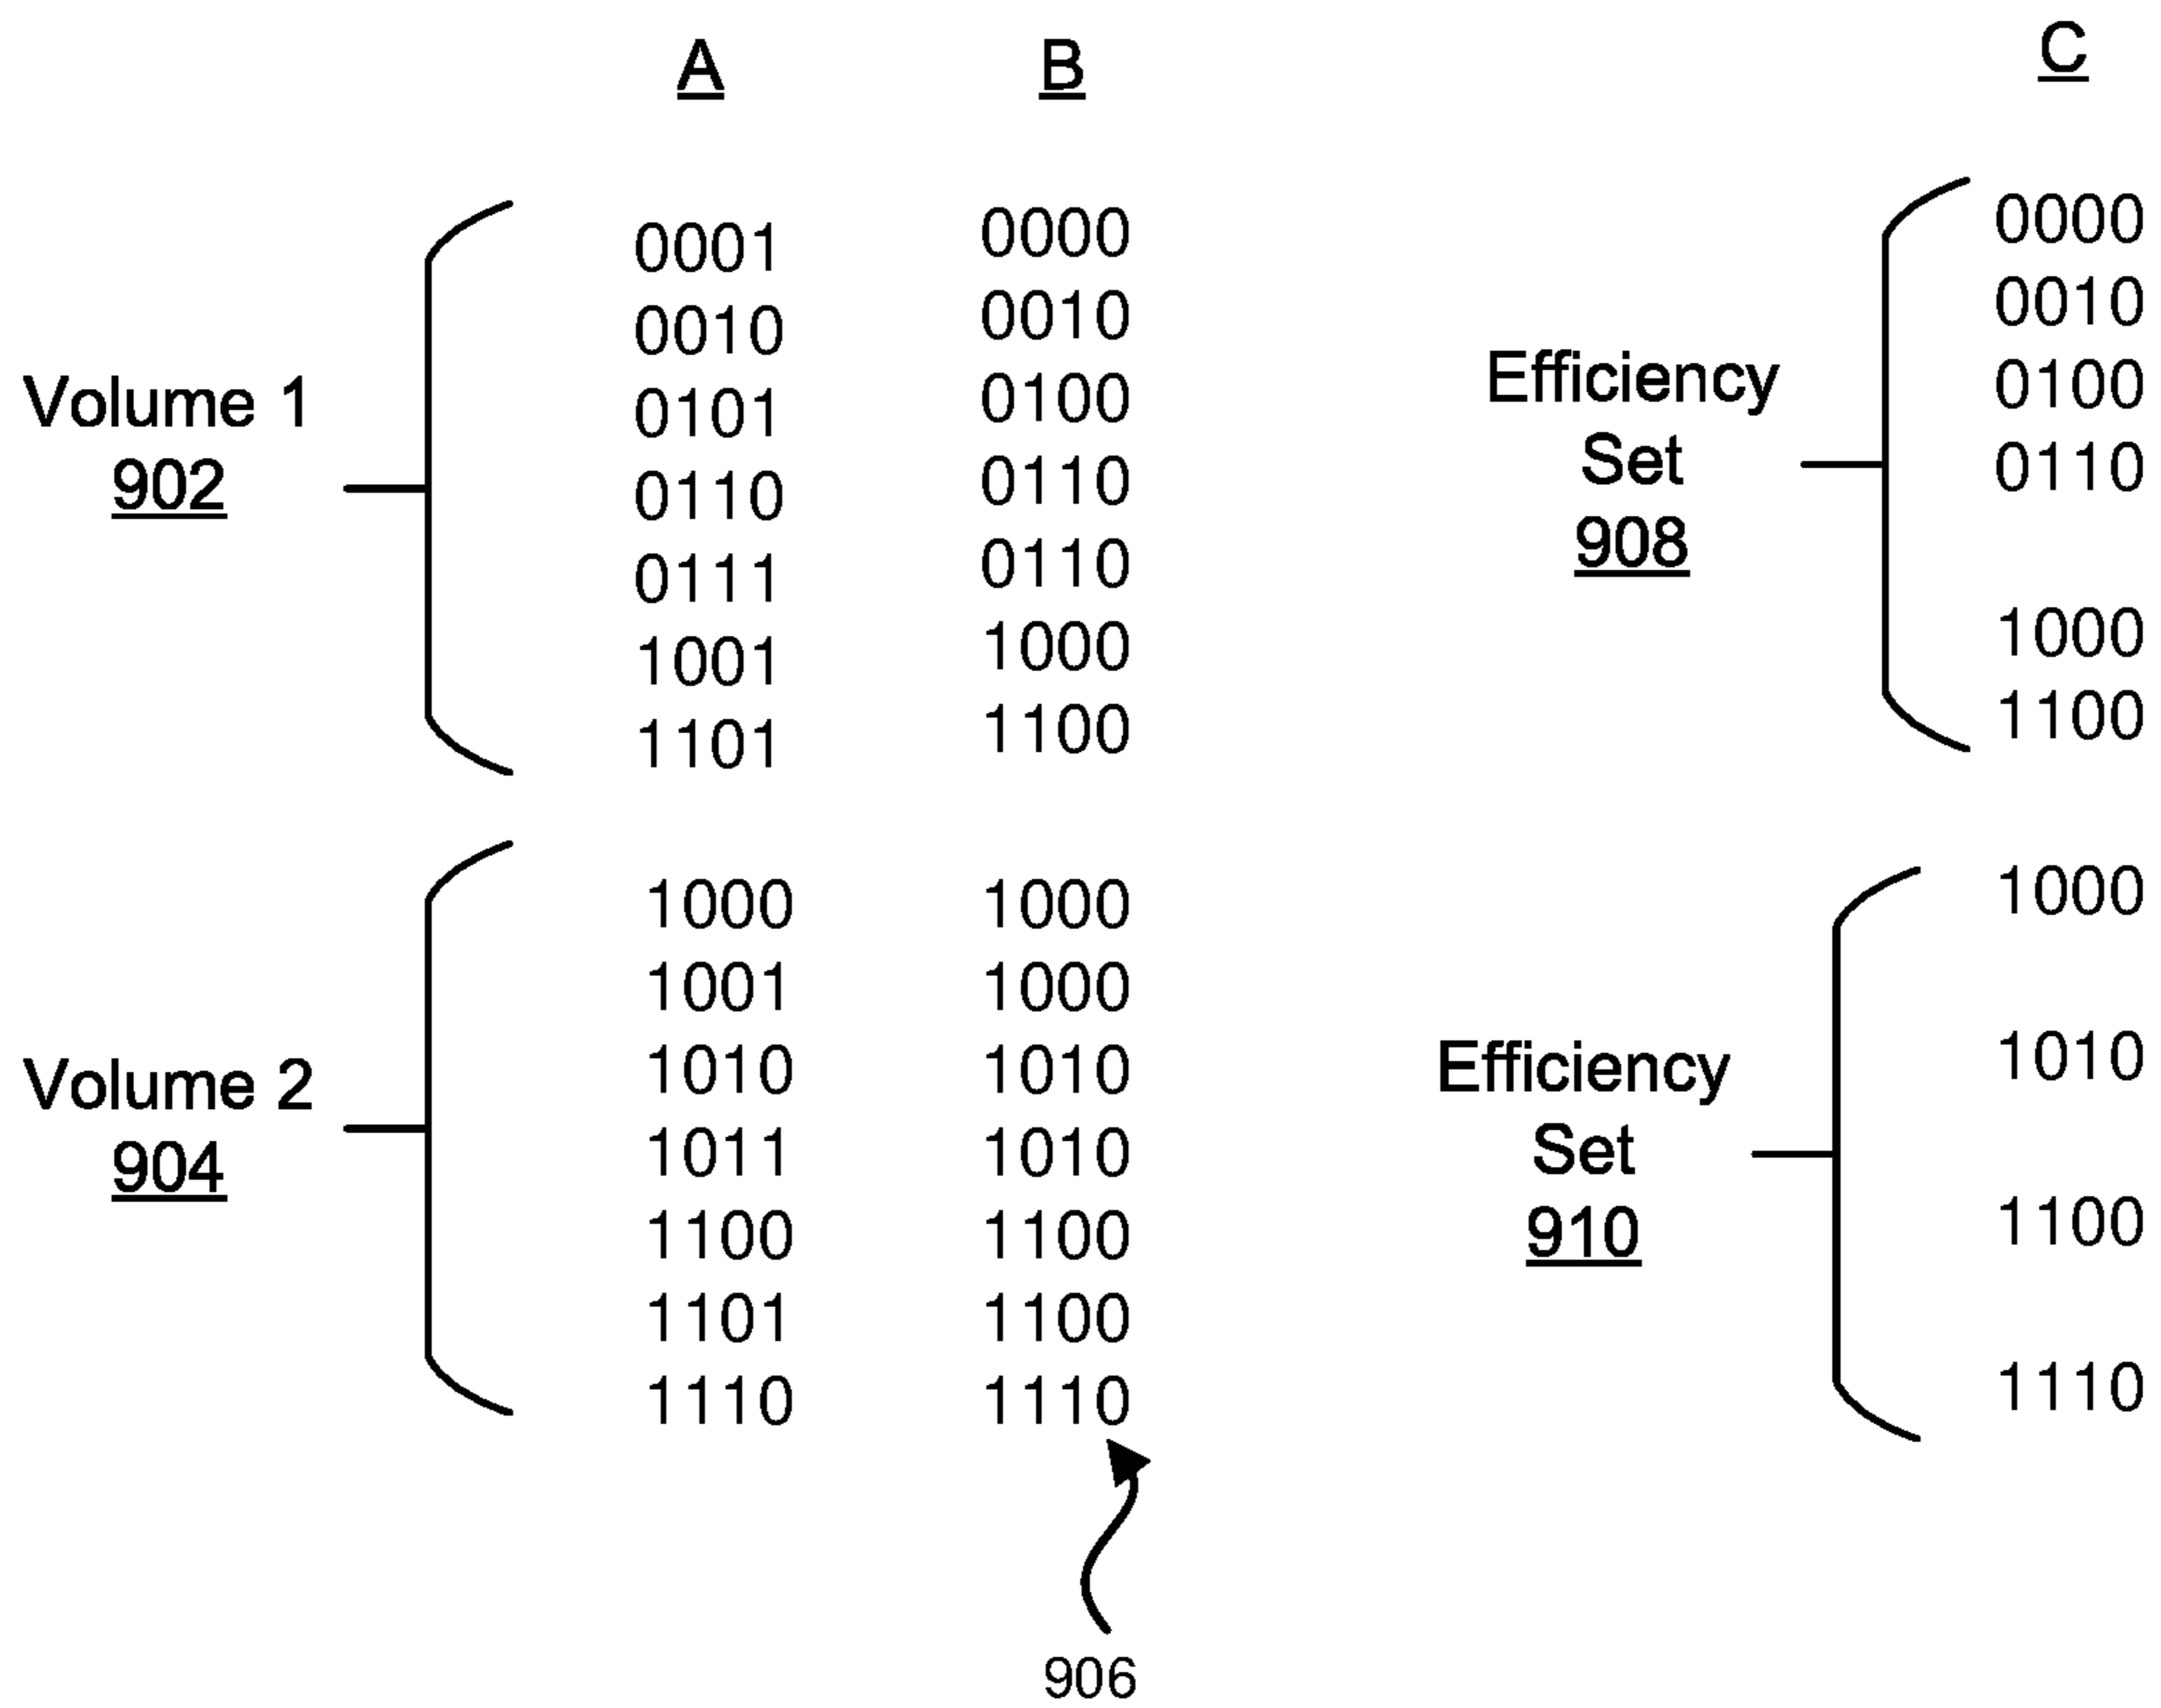 A B C
0001 0000 0000
0010 0010 0010
0101 0100 0100
0110 0110 0110
0111 0110
1001 1000 1000
1101 1100 1100
Volume 1
902
Efficiency
Set
908
1000 1000 1000
1001 1000
1010 1010 1010
1011 1010
1100 1100 1100
1101 1100
1110 1110 1110
Volume 2
904
Efficiency
Set
910
906